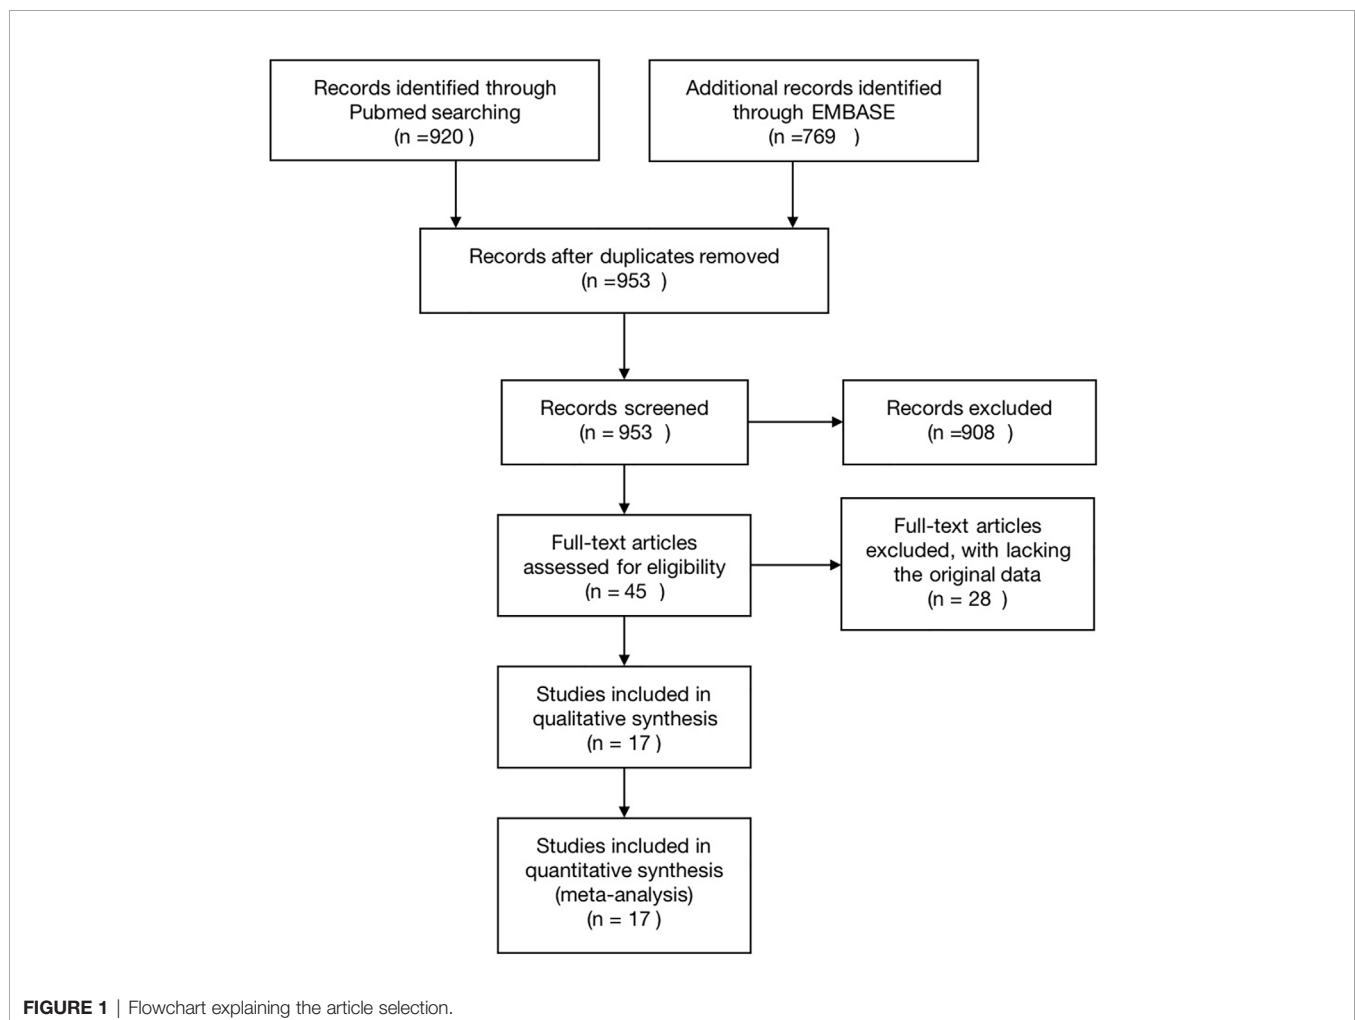 Records identified through
Pubmed searching
(n =920 )
Additional records identified
through EMBASE
(n =769 )
Records after duplicates removed
(n =953 )
Records screened
(n = 953 )
Records excluded
(n =908 )
Full-text articles
assessed for eligibility
(n = 45 )
Full-text articles
excluded, with lacking
the original data
(n = 28 )
Studies included in
qualitative synthesis
(n = 17 )
Studies included in
quantitative synthesis
(meta-analysis)
(n = 17 )
FIGURE 1 | Flowchart explaining the article selection.